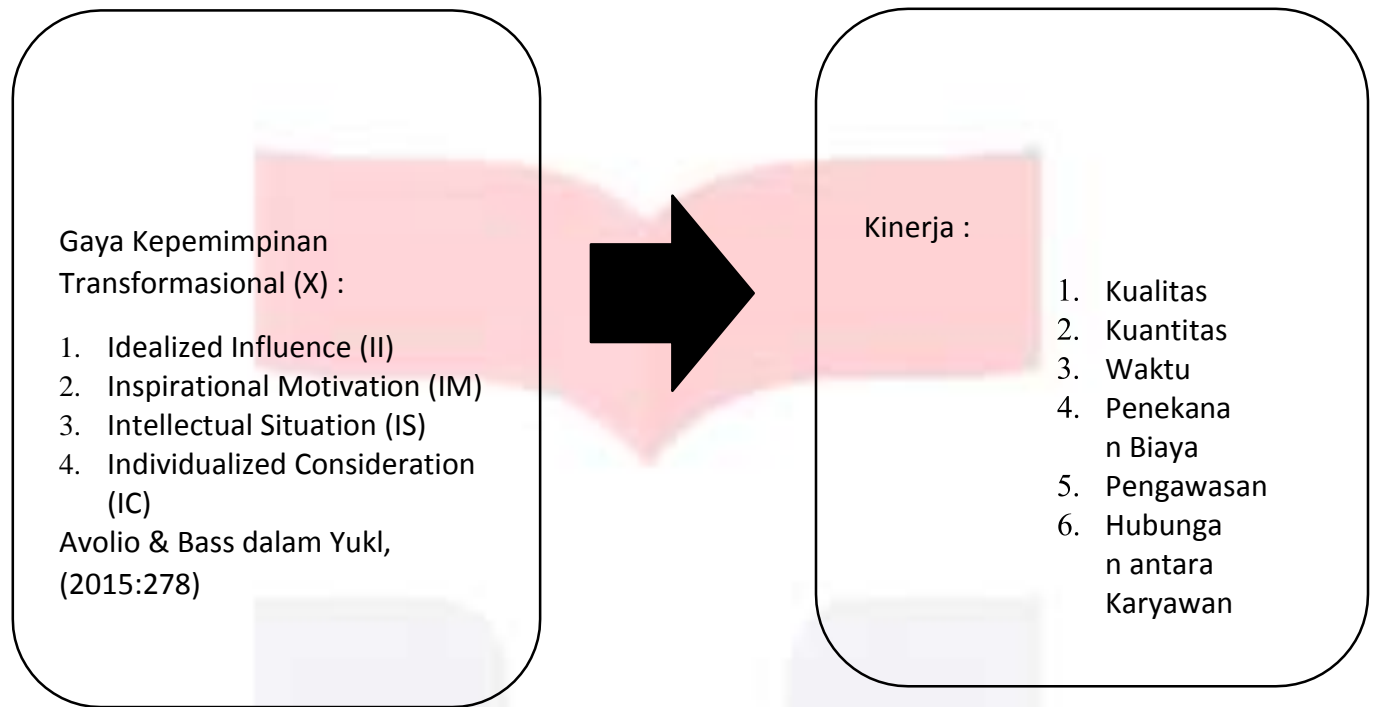 Gaya Kepemimpinan
Transformasional (X) :
1. Idealized Influence (II)
2. Inspirational Motivation (IM)
3. Intellectual Situation (IS)
4. Individualized Consideration
(IC)
Avolio & Bass dalam Yukl,
(2015:278)
Kinerja :
1. Kualitas
2. Kuantitas
3. Waktu
4. Penekana
n Biaya
5. Pengawasan
6. Hubunga
n antara
Karyawan